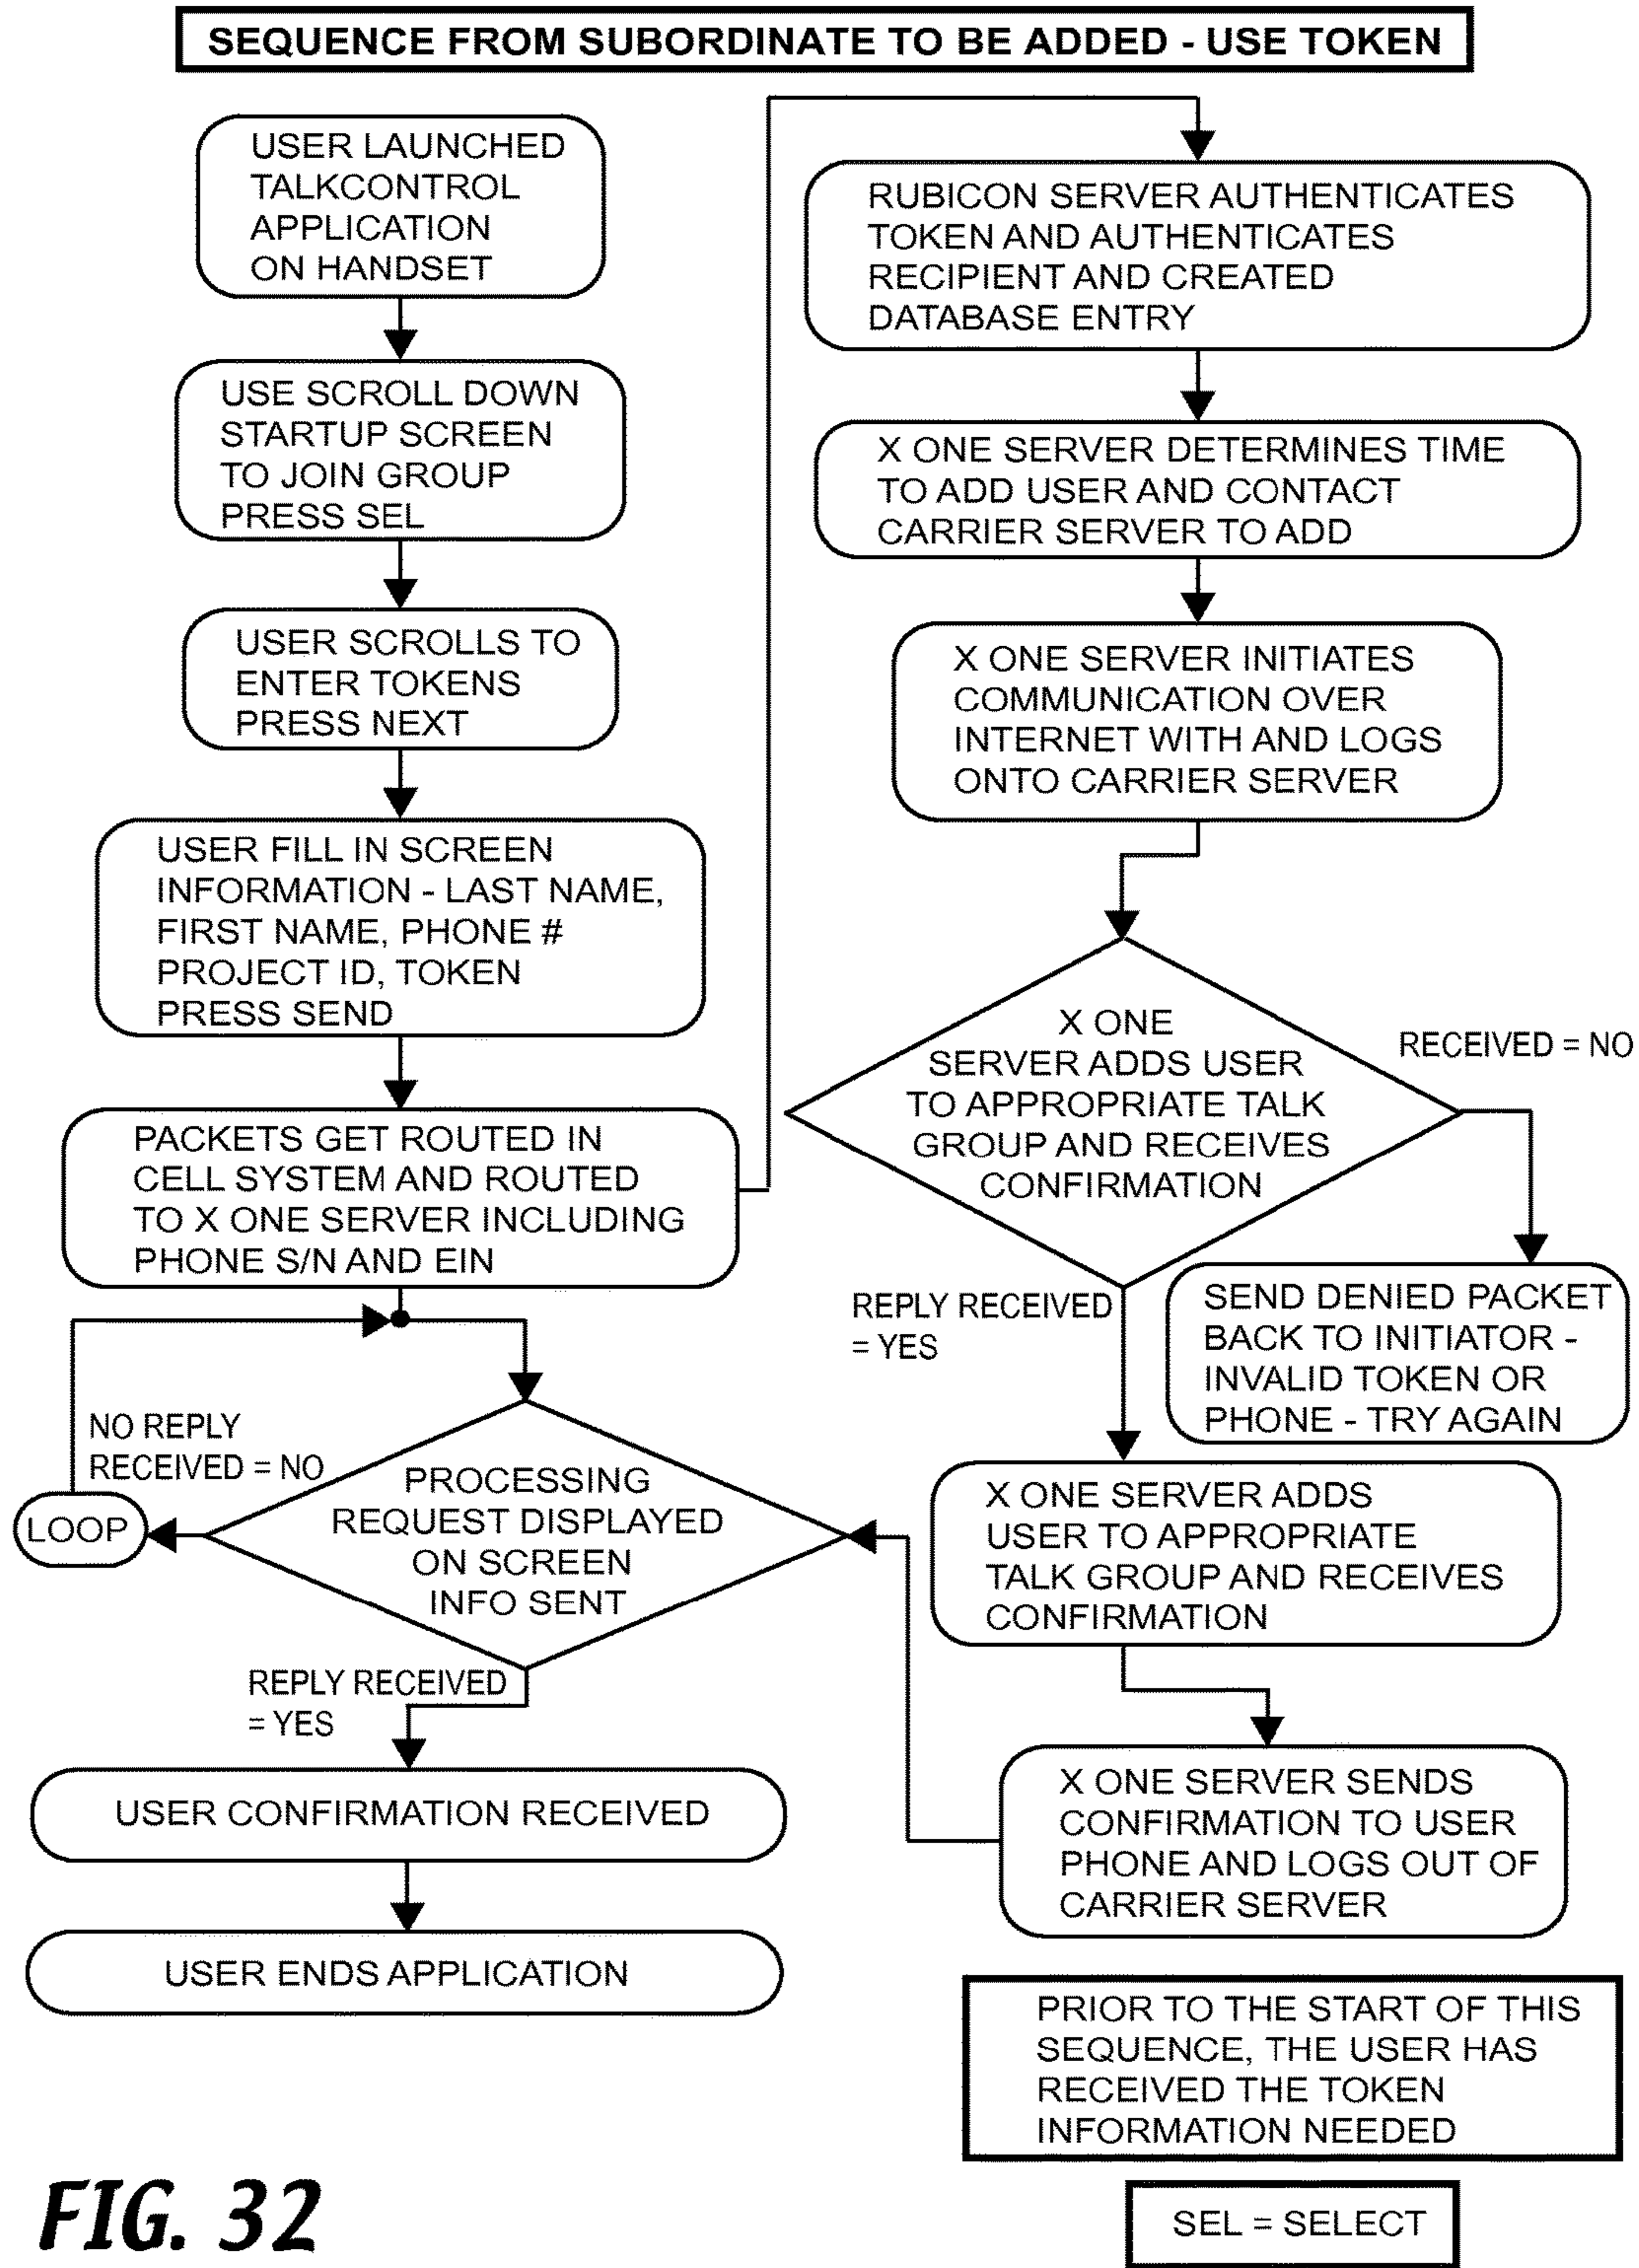 SEQUENCE FROM SUBORDINATE TO BE ADDED - USE TOKEN
USER LAUNCHED
TALKCONTROL
APPLICATION
ON HANDSET
USE SCROLL DOWN
STARTUP SCREEN
TO JOIN GROUP
PRESS SEL
USER SCROLLS TO
ENTER TOKENS
PRESS NEXT
USER FILL IN SCREEN
INFORMATION - LAST NAME,
FIRST NAME, PHONE #
PROJECT ID, TOKEN
PRESS SEND
PACKETS GET ROUTED IN
CELL SYSTEM AND ROUTED
TO X ONE SERVER INCLUDING
PHONE S/N AND EIN
NO REPLY
RECEIVED = NO
LOOP
PROCESSING
REQUEST DISPLAYED
ON SCREEN
INFO SENT
REPLY RECEIVED
= YES
USER CONFIRMATION RECEIVED
USER ENDS APPLICATION
RUBICON SERVER AUTHENTICATES
TOKEN AND AUTHENTICATES
RECIPIENT AND CREATED
DATABASE ENTRY
X ONE SERVER DETERMINES TIME
TO ADD USER AND CONTACT
CARRIER SERVER TO ADD
X ONE SERVER INITIATES
COMMUNICATION OVER
INTERNET WITH AND LOGS
ONTO CARRIER SERVER
X ONE
SERVER ADDS USER
TO APPROPRIATE TALK
GROUP AND RECEIVES
CONFIRMATION
RECEIVED = NO
REPLY RECEIVED
= YES
SEND DENIED PACKET
BACK TO INITIATOR -
INVALID TOKEN OR
PHONE - TRY AGAIN
X ONE SERVER ADDS
USER TO APPROPRIATE
TALK GROUP AND RECEIVES
CONFIRMATION
X ONE SERVER SENDS
CONFIRMATION TO USER
PHONE AND LOGS OUT OF
CARRIER SERVER
PRIOR TO THE START OF THIS
SEQUENCE, THE USER HAS
RECEIVED THE TOKEN
INFORMATION NEEDED
SEL = SELECT
FIG. 32